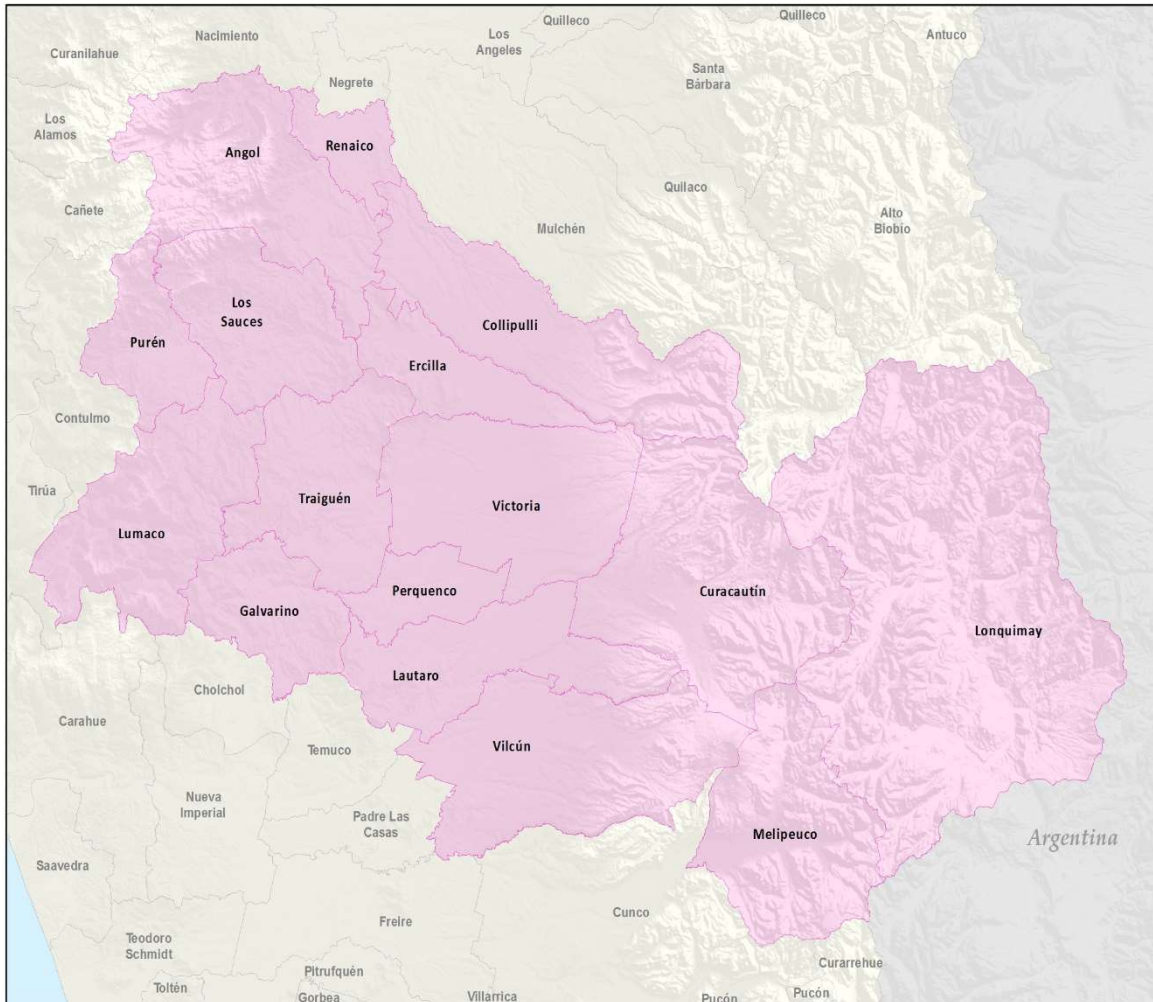 Quilleco
Quilleco
Nacimiento
Los
Angeles
Antuco
Curanilahue
Santa
Bárbara
Negrete
Los
Alamos
Angol
Renaico
Quilaco
Cañete
Alto
Biobío
Mulchén
Los
Sauces
Collipulli
Purén
Ercilla
Contulmo
Tirúa
Traiguén
Victoria
Lumaco
Perquenco
Curacautín
Galvarino
Lonquimay
Lautaro
Cholchol
Carahue
Temuco
Vilcún
Nueva
Imperial
Padre Las
Casas
Melipeuco
Argentina
Saavedra
Cunco
Freire
Teodoro
Schmidt
Curarrehue
Pitrufquén
Toltén
Gorbea
Villarrica
Pucón
Pucón